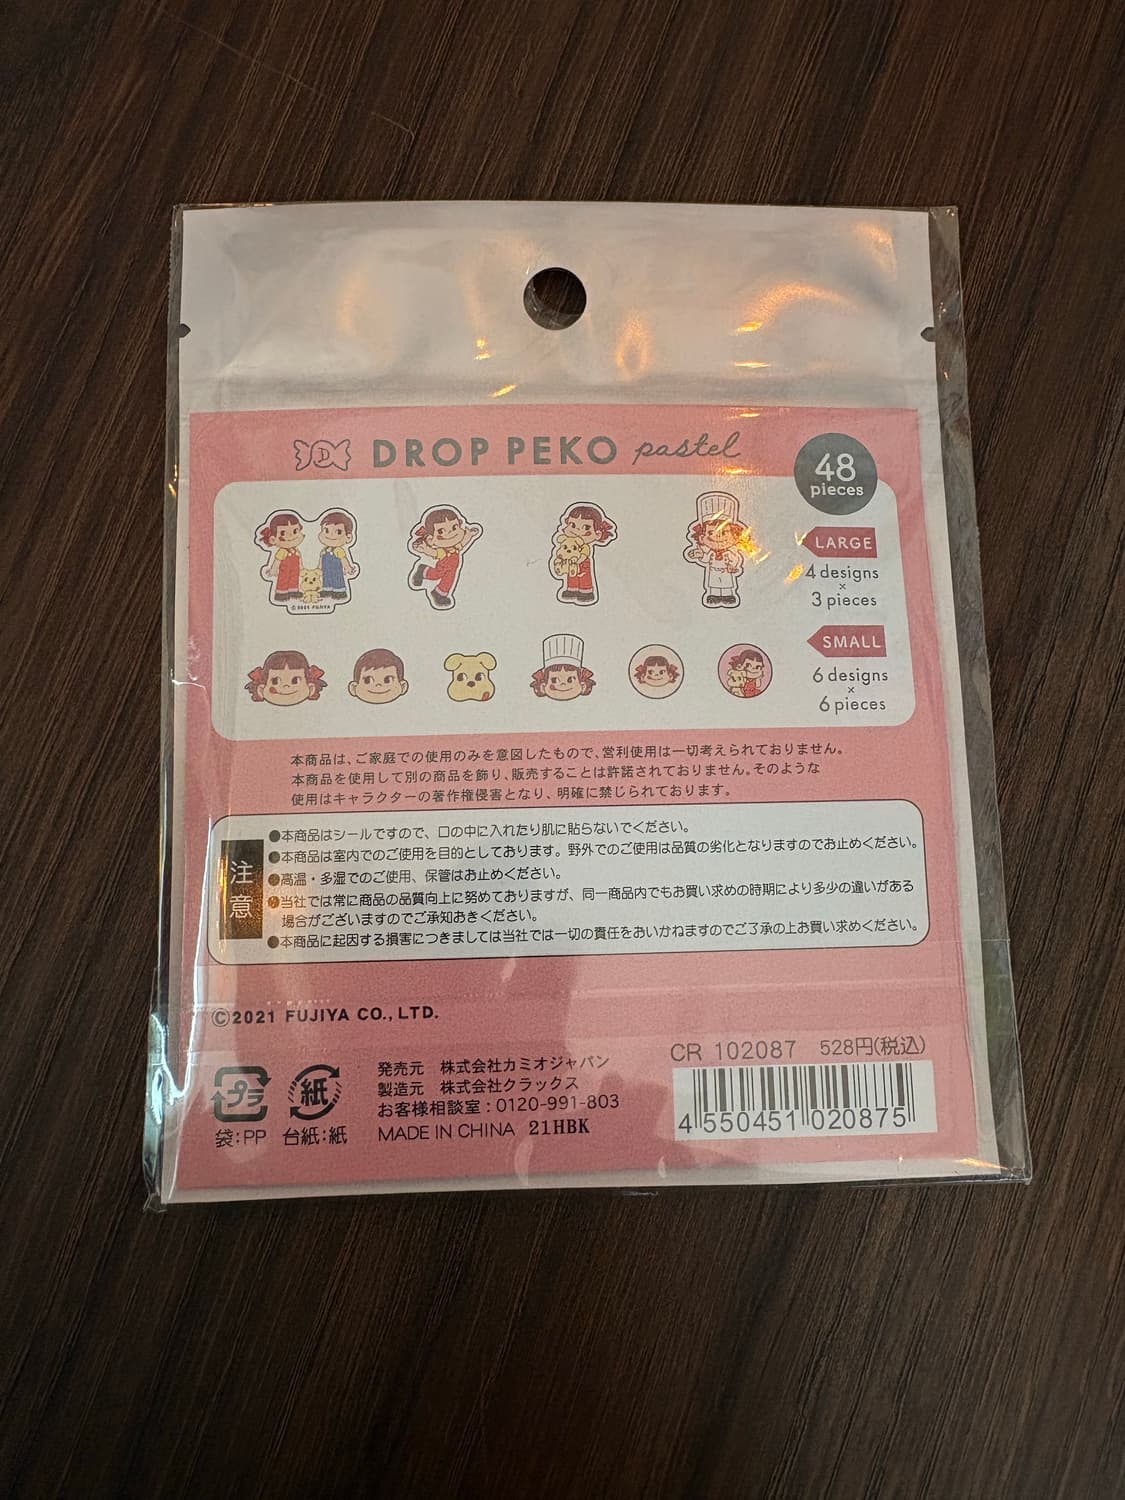 DROP PEKO pastel
48
pieces
©2021 FUJIYA
LARGE
4 designs
×
3 pieces
SMALL
6 designs
×
6 pieces
本商品は、ご家庭での使用のみを意図したもので、営利使用は一切考えられておりません。
本商品を使用して別の商品を飾り、販売することは許諾されておりません。そのような
使用はキャラクターの著作権侵害となり、明確に禁じられております。
注意
●本商品はシールですので、口の中に入れたり肌に貼らないでください。
●本商品は室内でのご使用を目的としております。野外でのご使用は品質の劣化となりますのでお止めください。
●高温・多湿でのご使用、保管はお止めください。
●当社では常に商品の品質向上に努めておりますが、同一商品内でもお買い求めの時期により多少の違いがある
場合がございますのでご承知おきください。
●本商品に起因する損害につきましては当社では一切の責任をおいかねますのでご了承の上お買い求めください。
©2021 FUJIYA CO., LTD.
プラ
袋:PP
紙
台紙:紙
発売元 株式会社カミオジャパン
製造元 株式会社クラックス
お客様相談室:0120-991-803
MADE IN CHINA 21HBK
CR 102087 528円(税込)
4 550451 020875